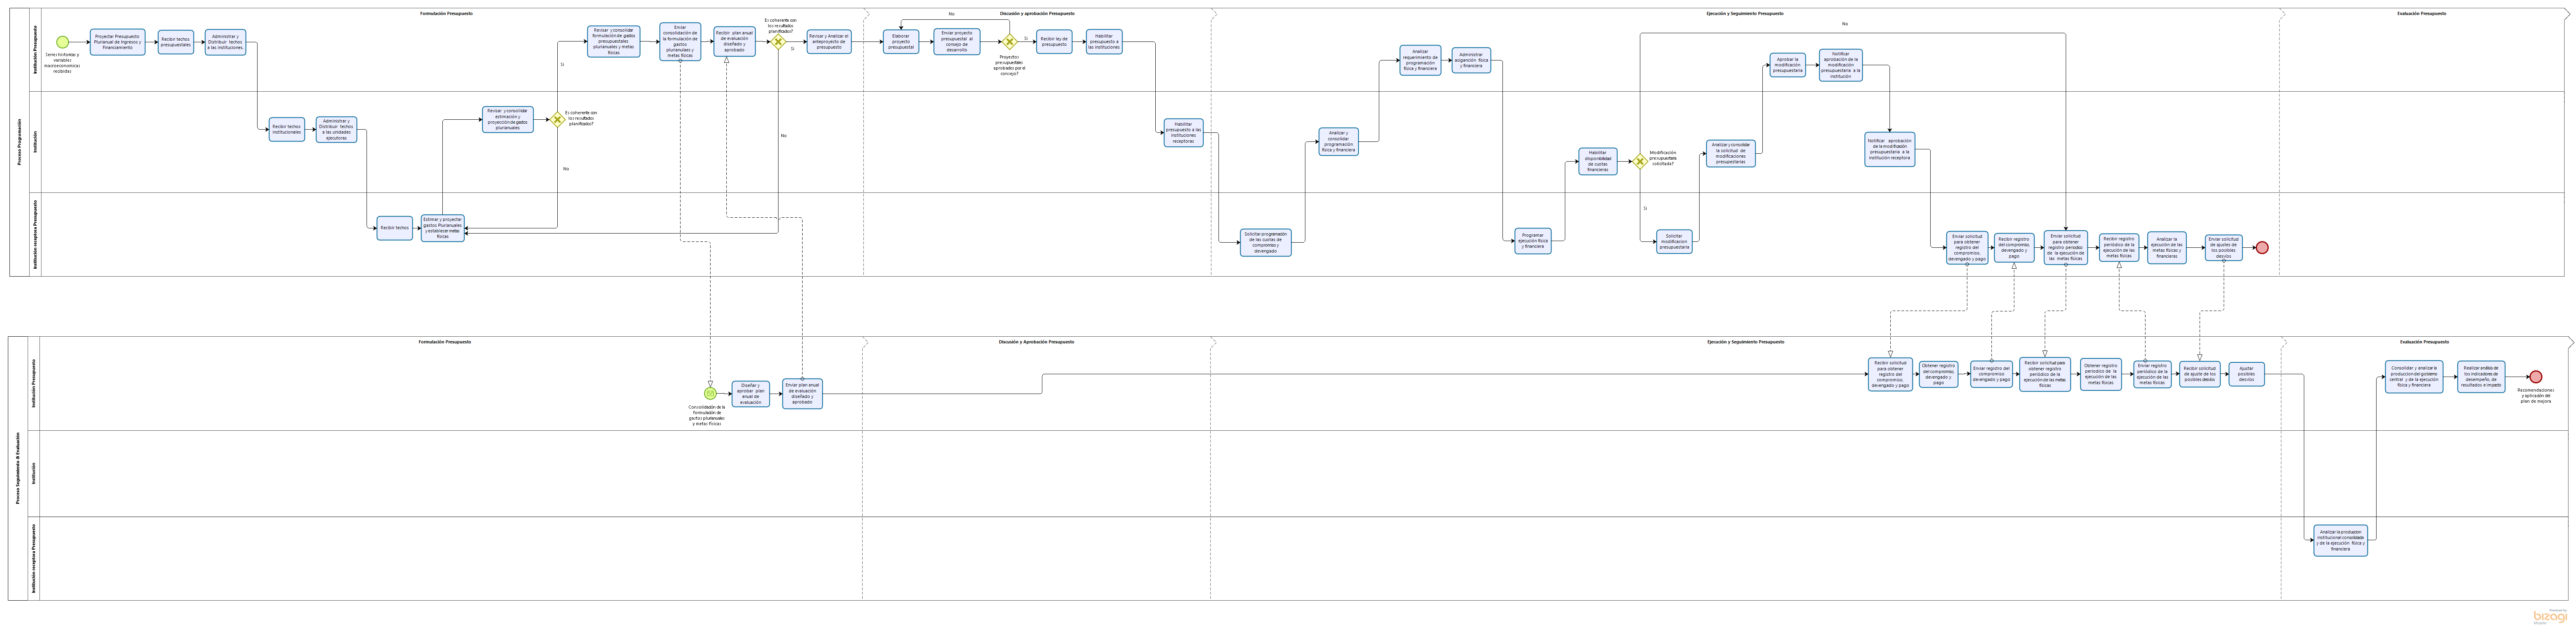 Formulación Presupuesto
Discusión y aprobación Presupuesto
Ejecución y Seguimiento Presupuesto
Evaluación Presupuesto
Proceso Programación
Institución Presupuesto
Institución
Institución receptora Presupuesto
Series historias y
variables
macroeconomicas
recibidas
Projectar Presupuesto
Plurianual de Ingresos y
Financiamiento
Recibir techos
presupuestales
Administrar y
Distribuir techos
a las instituciones.
Recibir techos
institucionales
Administrar y
Distribuir techos
a las unidades
ejecutoras
Recibir techos
Estimar y projectar
gastos Plurianuales
y establece metas
físicas
Revisar y consolidar
estimación y
proyección de gastos
plurianuales
Es coherente con
los resultados
planificados?
Si
No
Revisar y consolidar
formulación de gastos
presupuestales
plurianuales y metas
físicas
Enviar
consolidación de
la formulación de
gastos
plurianulaes y
metas físicas
Recibir plan anual
de evaluación
diseñado y
aprobado
Es coherente con
los resultados
planificados?
Si
No
Revisar y Analizar el
anteproyecto de
presupuesto
Elaborar
proyecto
presupuestal
Enviar proyecto
presupuestal al
consejo de
desarrollo
No
Si
Proyectos
presupuestales
aprobados por el
concejo?
Recibir ley de
presupuesto
Habilitar
presupuesto a
las instituciones
Habilitar
presupuesto a las
instituciones
receptoras
Solicitar programación
de las cuotas de
compromiso y
devengado
Analizar y
consolidar
programación
física y financiera
Analizar
requerimiento de
programación
física y financiera
Administrar
asiganción física
y financiera
Programar
ejecución física
y financiera
Habilitar
disponibilidad
de cuotas
financieras
Modificación
presupuestaria
solicitada?
No
Si
Solicitar
modificación
presupuestaria
Analizar y consolidar
la solicitud de
modificaciones
presupuestarias
Aprobar la
modificación
presupuestaria
Notificar
aprobación de la
modificación
presupuestaria a la
institución
Notificar aprobación
de la modificación
presupuestaria a la
institución receptora
Enviar solicitud
para obtener
registro del
compromiso,
devengado y pago
Recibir registro
del compromiso,
devengado y
pago
Enviar solicitud
para obtener
registro periodos
de la ejecución de
las metas físicas
Recibir registro
periódico de la
ejecución de las
metas físicas
Analizar la
ejecución de las
metas físicas y
financieras
Enviar solicitud
de ajustes de
los posibles
desvíos
Proceso Seguimiento & Evaluación
Institución Presupuesto
Institución
Institución receptora Presupuesto
Formulación Presupuesto
Discusión y Aprobación Presupuesto
Ejecución y Seguimiento Presupuesto
Evaluación Presupuesto
Consolidación de la
formulación de
gastos plurianuales
y metas físicas
Diseñar y
aprobar plan
anual de
evaluación
Enviar plan anual
de evaluación
diseñado y
aprobado
Recibir solicitud
para obtener
registro del
compromiso,
devengado y pago
Obtener registro
del compromiso,
devengado y
pago
Enviar registro del
compromiso
devengado y pago
Recibir solicitud para
obtener registro
periódico de la
ejecución de las metas
físicas
Obtener registro
periodico de la
ejecución de las
metas físicas
Enviar registro
periódico de la
ejecución de las
metas físicas
Recibir solicitud
de ajuste de los
posibles desvíos
Ajustar
posibles
desvíos
Analizar la produccion
institucional consolidada
y de la ejecución física y
financiera
Consolidar y analizar la
producción del gobierno
central y de la ejecución
física y financiera
Realizar análisis de
los indicadores de
desempeño, de
resultados e impacto
Recomendaciones
y aplicación del
plan de mejora
Powered by
bizagi
Modeler